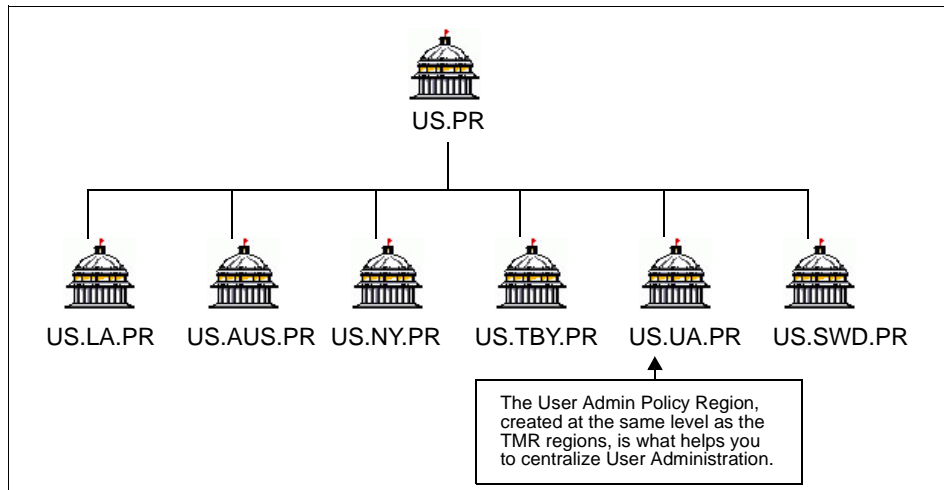 US.PR
US.LA.PR US.AUS.PR US.NY.PR US.TBY.PR US.UA.PR US.SWD.PR
The User Admin Policy Region,
created at the same level as the
TMR regions, is what helps you
to centralize User Administration.